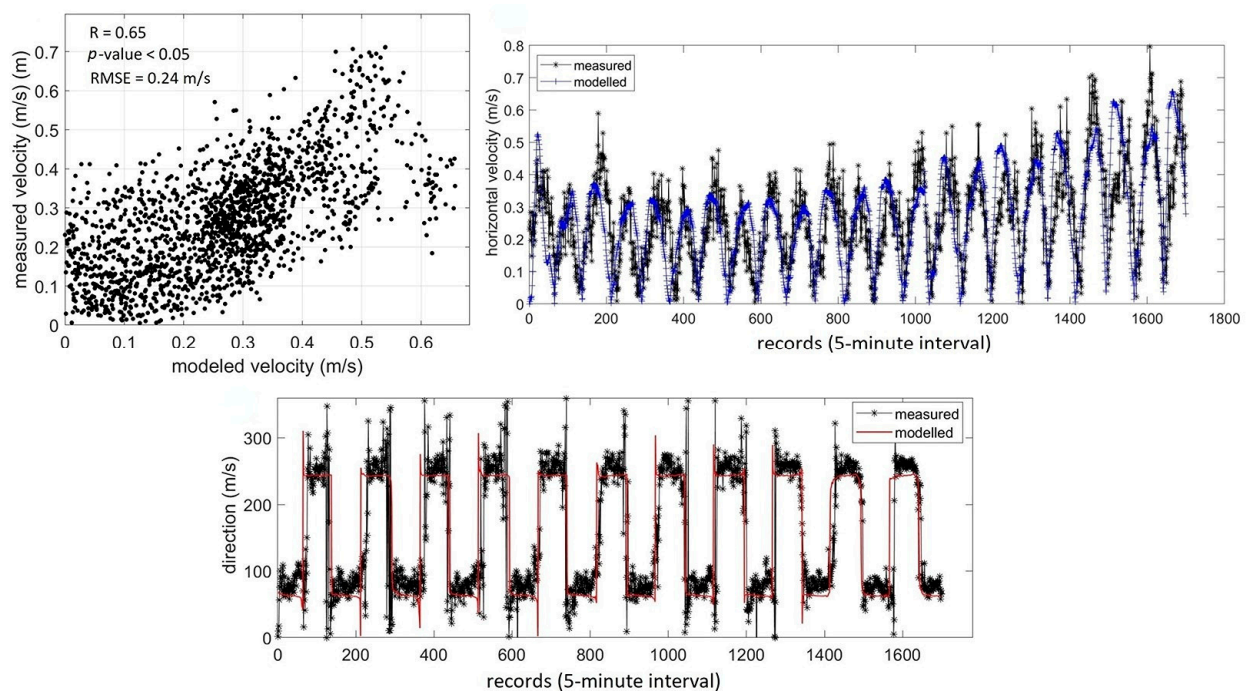 R = 0.65
p-value < 0.05
RMSE = 0.24 m/s
measured velocity (m/s) (m)
0.7
0.6
0.5
0.4
0.3
0.2
0.1
0
0 0.1 0.2 0.3 0.4 0.5 0.6
modeled velocity (m/s)
measured
modelled
horizontal velocity (m/s)
0.8
0.7
0.6
0.5
0.4
0.3
0.2
0.1
0
0 200 400 600 800 1000 1200 1400 1600 1800
records (5-minute interval)
measured
modelled
direction (m/s)
300
200
100
0
0 200 400 600 800 1000 1200 1400 1600
records (5-minute interval)